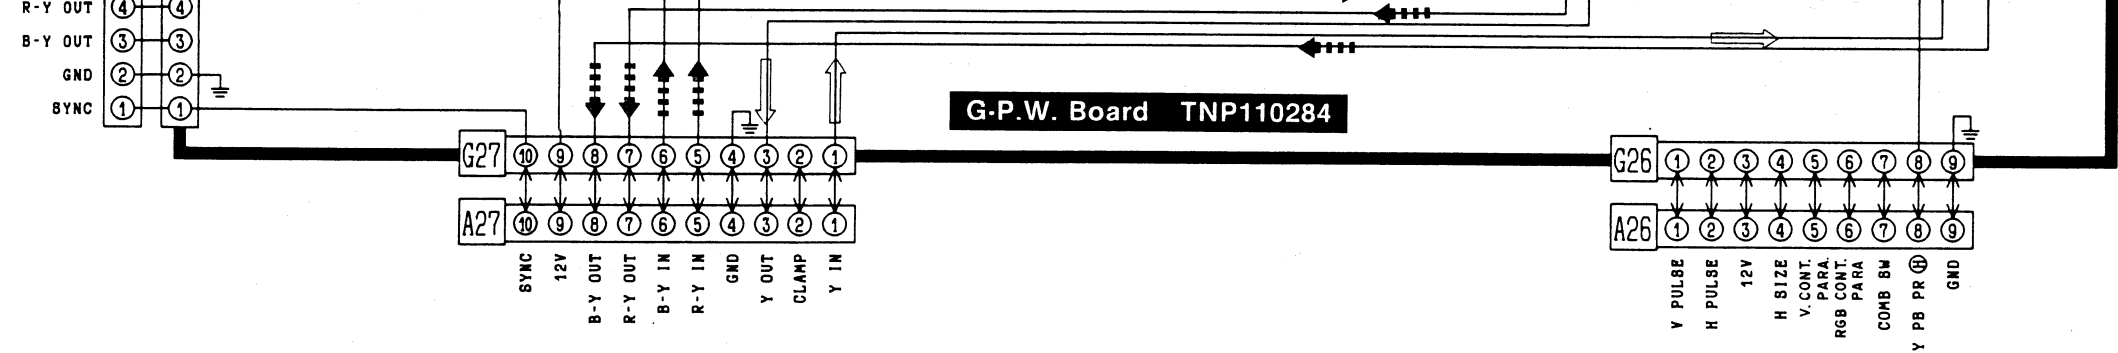 R-Y OUT 4 4
B-Y OUT 3 3
GND 2 2
SYNC 1 1
G-P.W. Board TNP110284
G27 10 9 8 7 6 5 4 3 2 1
A27 10 9 8 7 6 5 4 3 2 1
SYNC
12V
B-Y OUT
R-Y OUT
B-Y IN
R-Y IN
GND
Y OUT
CLAMP
Y IN
G26 1 2 3 4 5 6 7 8 9
A26 1 2 3 4 5 6 7 8 9
V PULSE
H PULSE
12V
H SIZE
V.CONT.
PARA.
RGB CONT.
PARA
COMB BW
Y PB PR Ⓗ
GND